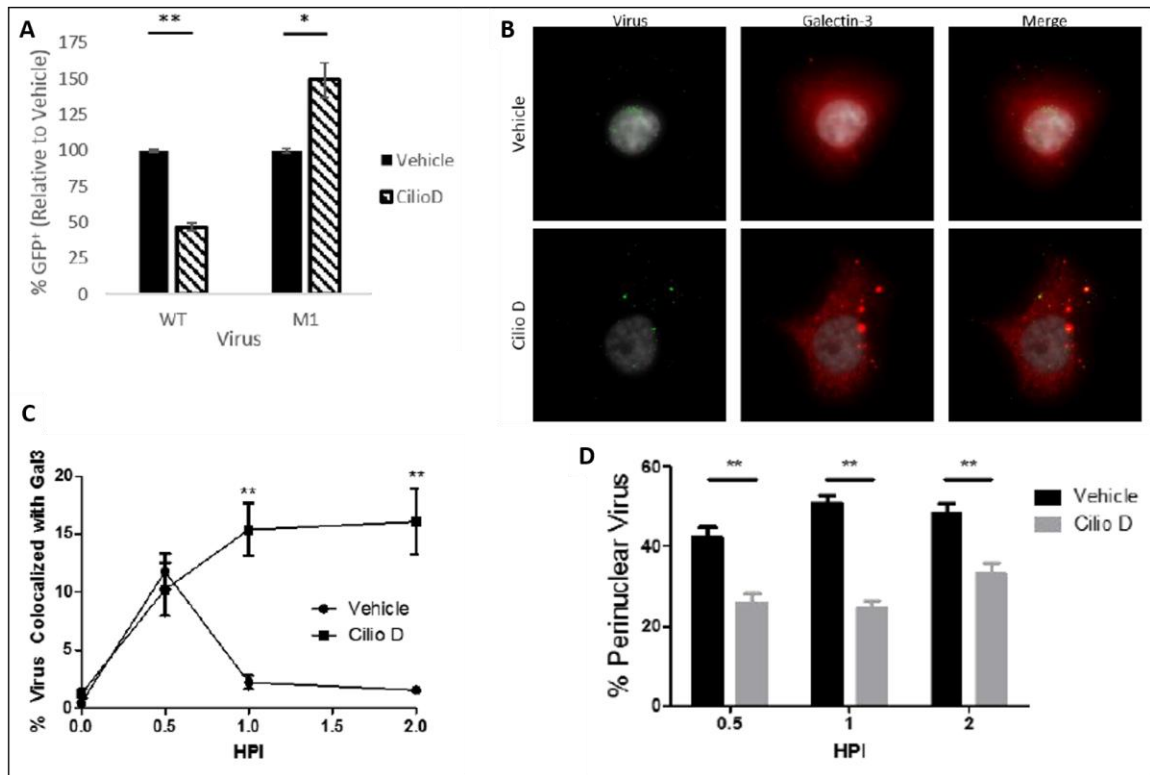 A
** *
175
150
125
100
75
50
25
0
% GFP⁺ (Relative to Vehicle)
WT M1
Virus
Vehicle
CilioD
B
Virus Galectin-3 Merge
Vehicle
Cilio D
C
20
15
10
5
0
% Virus Colocalized with Gal3
** **
Vehicle
Cilio D
0.0 0.5 1.0 1.5 2.0
HPI
D
60
40
20
0
% Perinuclear Virus
** ** **
Vehicle
Cilio D
0.5 1 2
HPI